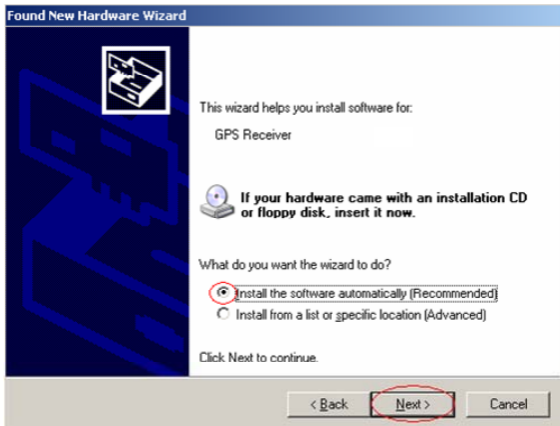 Found New Hardware Wizard
This wizard helps you install software for:
GPS Receiver
If your hardware came with an installation CD
or floppy disk, insert it now.
What do you want the wizard to do?
Install the software automatically (Recommended)
Install from a list or specific location (Advanced)
Click Next to continue.
< Back
Next >
Cancel